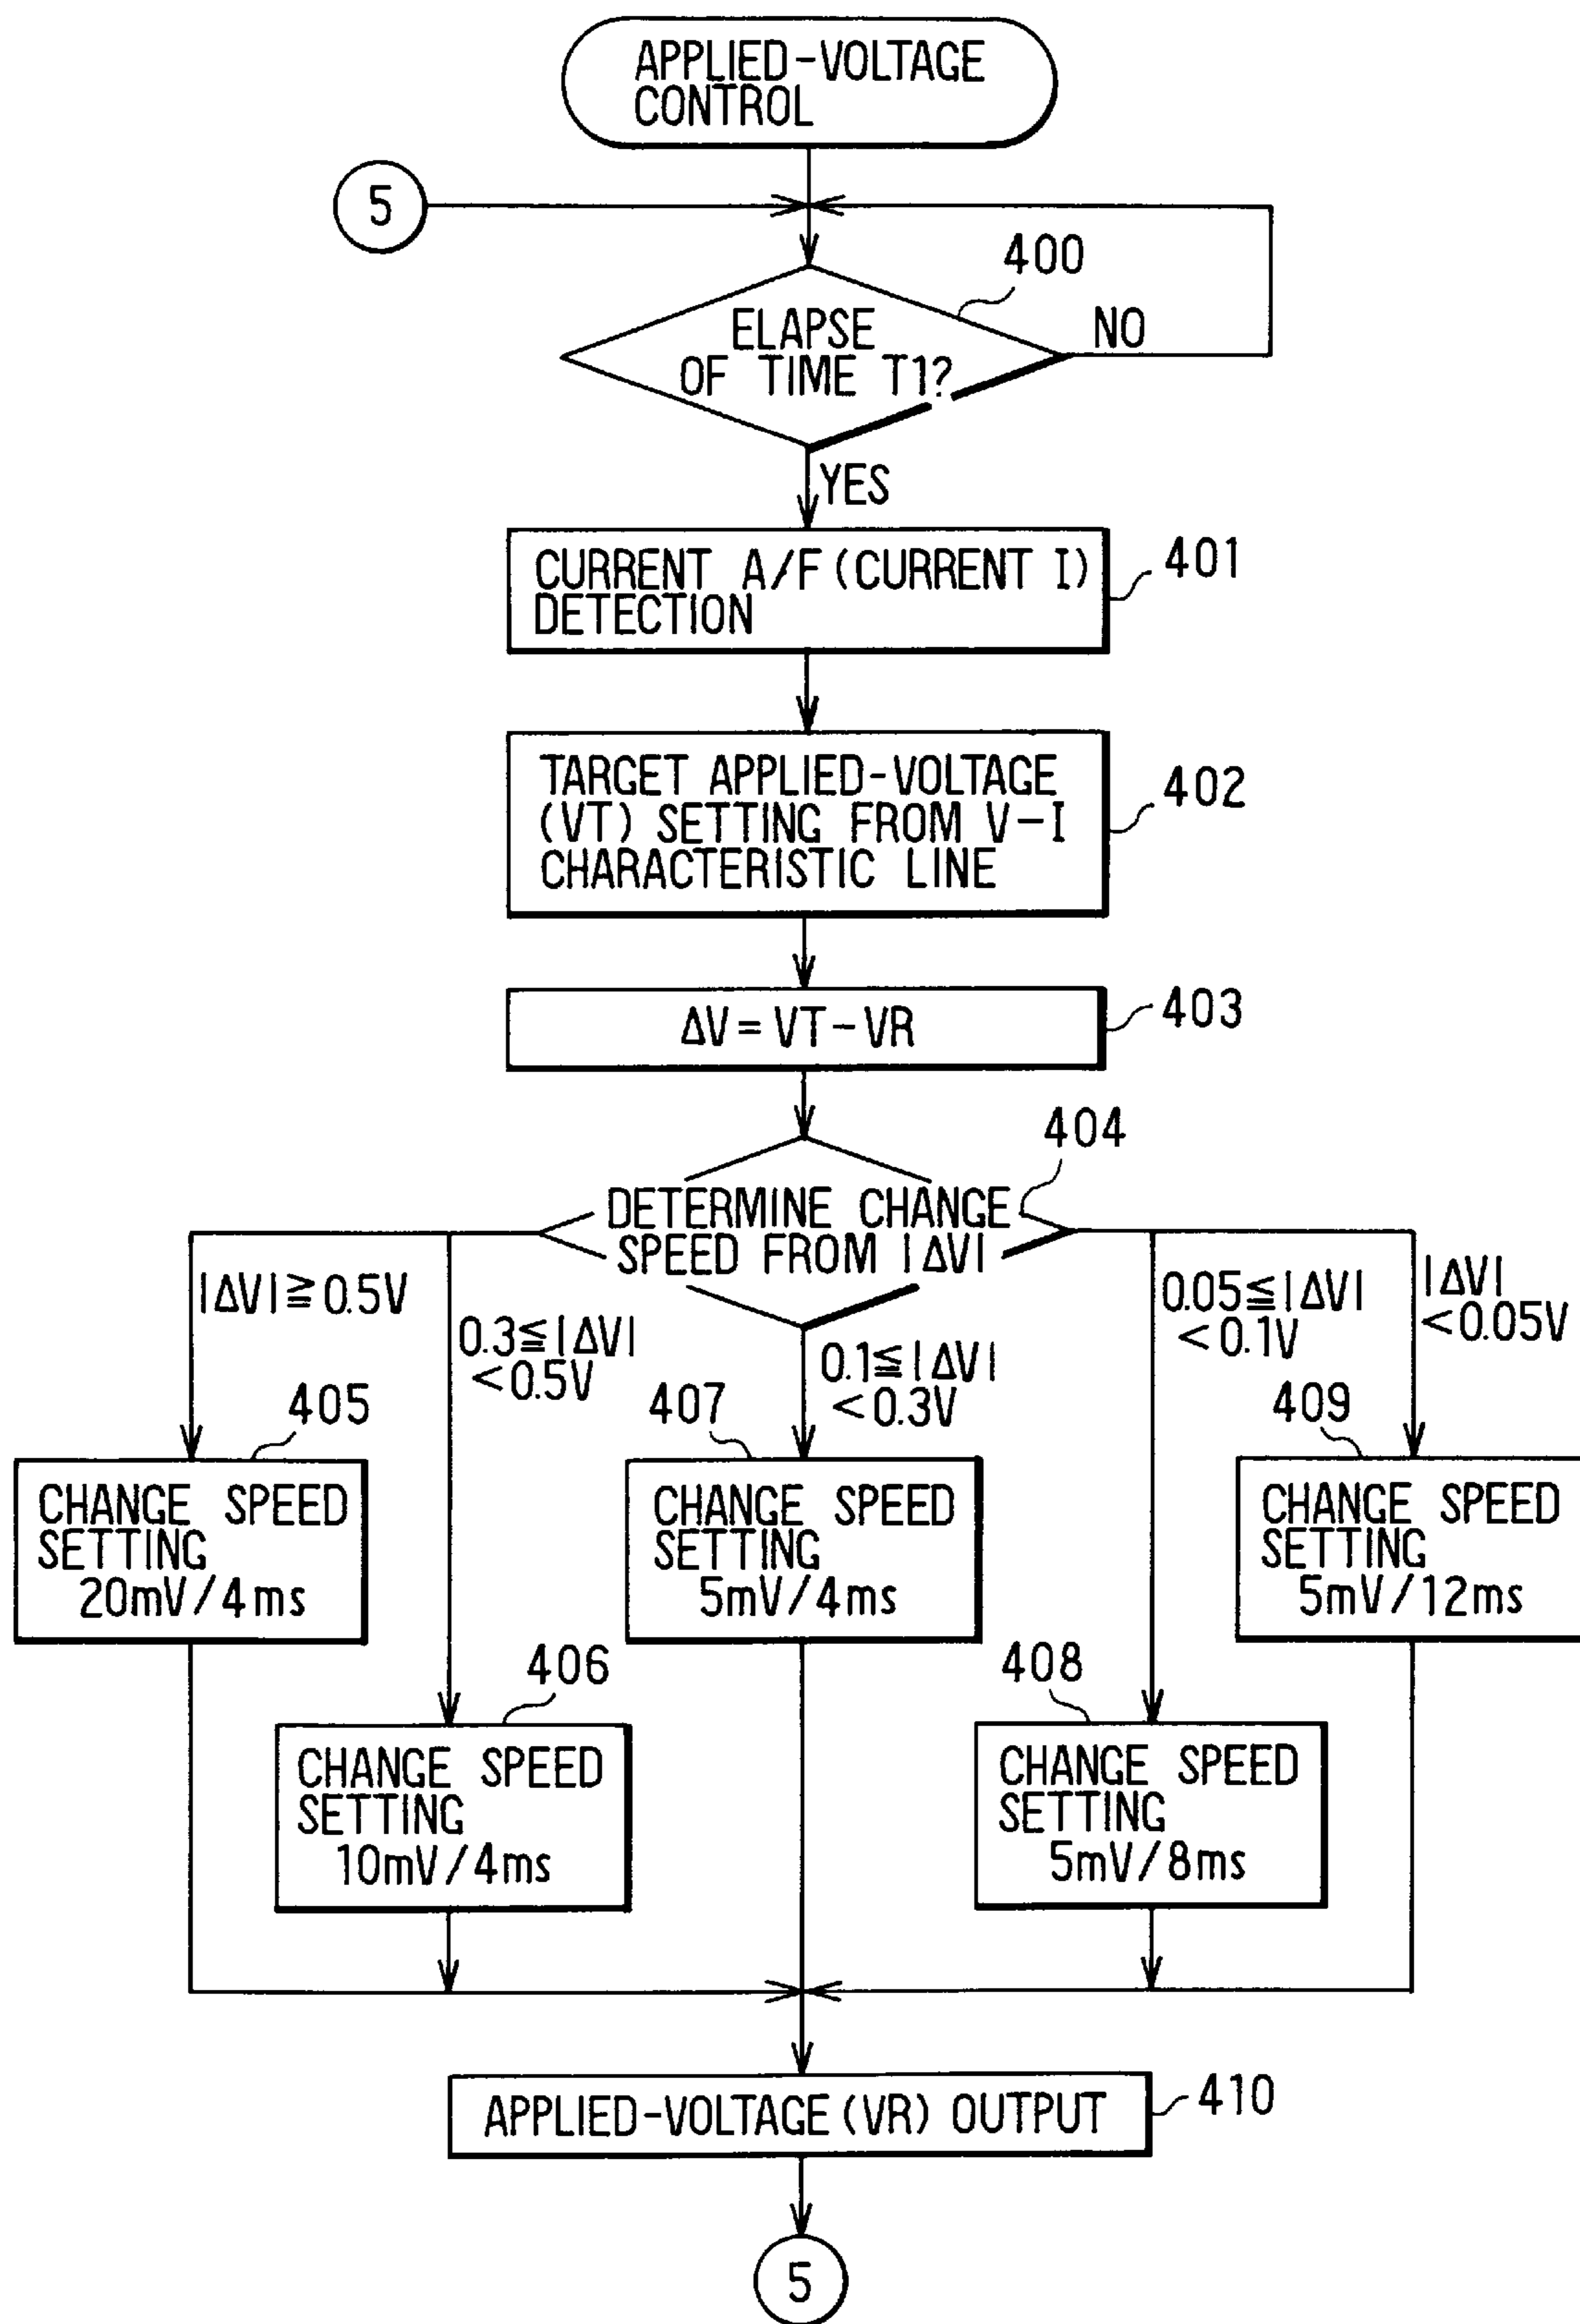 APPLIED-VOLTAGE
CONTROL
5
400
ELAPSE
OF TIME T1?
NO
YES
CURRENT A/F (CURRENT I)
DETECTION
401
TARGET APPLIED-VOLTAGE
(VT) SETTING FROM V-I
CHARACTERISTIC LINE
402
ΔV = VT - VR
403
404
DETERMINE CHANGE
SPEED FROM |ΔV|
|ΔV| ≧ 0.5V
0.3 ≦ |ΔV|
< 0.5V
0.1 ≦ |ΔV|
< 0.3V
0.05 ≦ |ΔV|
< 0.1V
|ΔV|
< 0.05V
405
CHANGE SPEED
SETTING
20mV/4ms
407
CHANGE SPEED
SETTING
5mV/4ms
409
CHANGE SPEED
SETTING
5mV/12ms
406
CHANGE SPEED
SETTING
10mV/4ms
408
CHANGE SPEED
SETTING
5mV/8ms
APPLIED-VOLTAGE (VR) OUTPUT
410
5